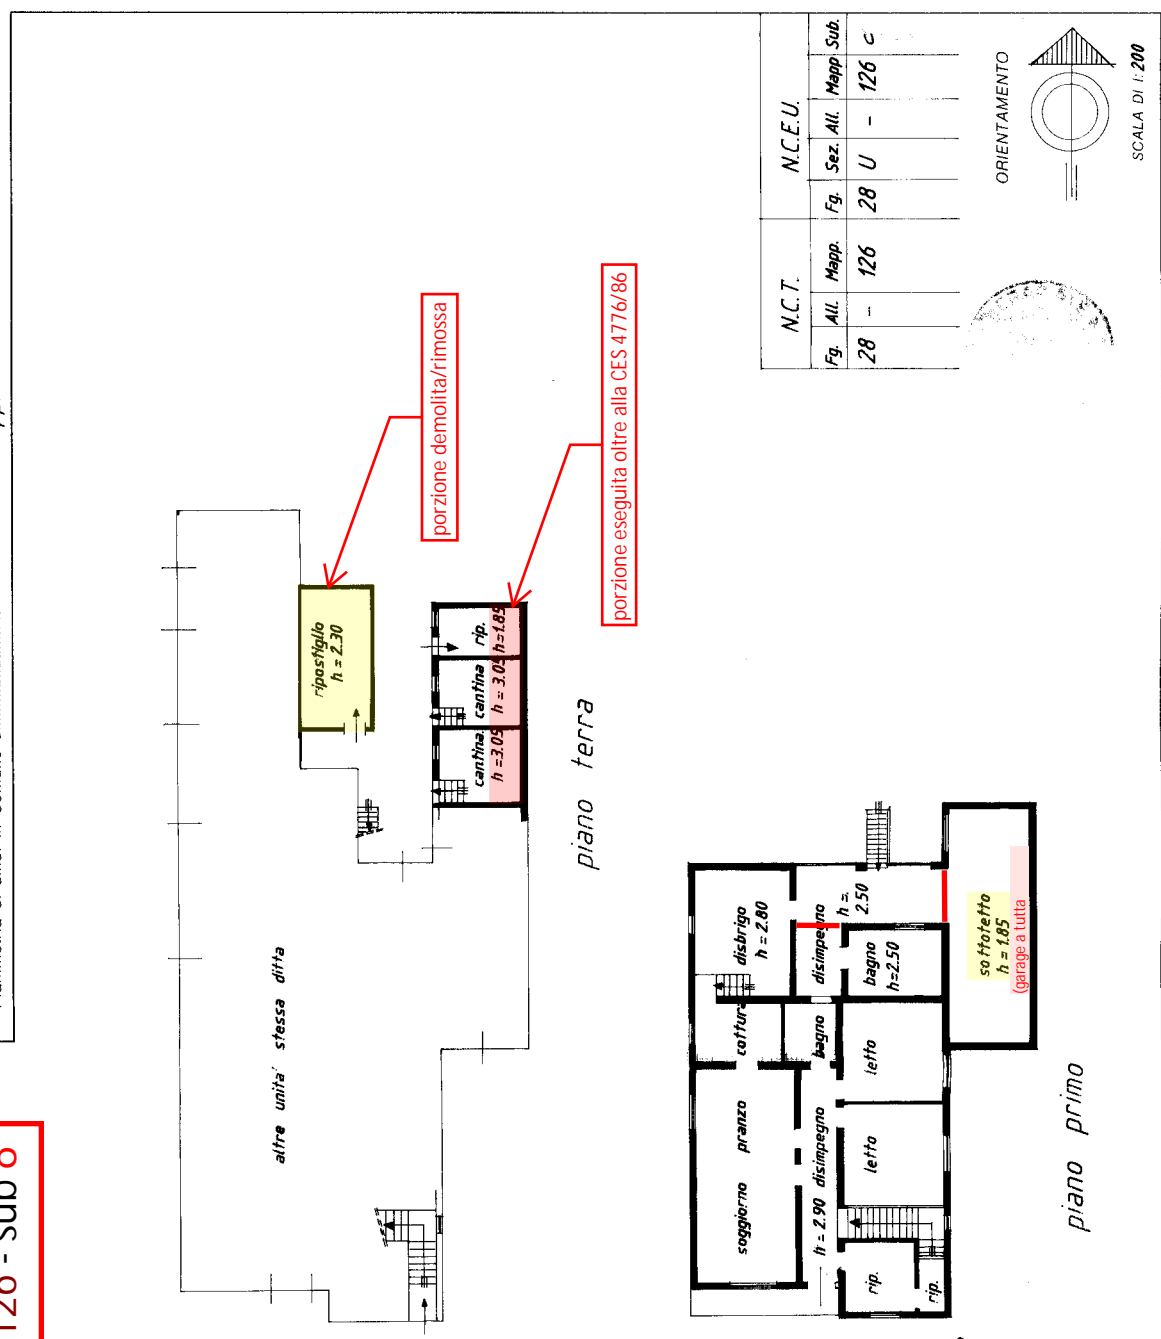 126 - Sub 8
porzione demolita/rimossa
porzione eseguita oltre alla CES 4776/86
ripostiglio
h = 2.30
rip.
h=1.85
cantina
h = 3.05
cantina.
h =3.05
altre unita' stessa ditta
piano terra
N.C.T.
N.C.E.U.
Fg. All. Mapp. Fg. Sez. All. Mapp Sub.
28 - 126 28 U - 126
ORIENTAMENTO
SCALA DI 1: 200
disbrigo
h = 2.80
disimpegno
h =
2.50
bagno
h=2.50
sottotetto
h = 1.85
(garage a tutta
cottura
bagno
letto
soggiorno pranzo
h = 2.90 disimpegno
letto
rip.
rip.
piano primo